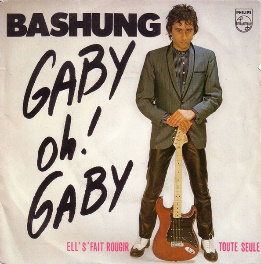 BASHUNG
PHILIPS
GABY
oh!
GABY
ELL'S'FAIT ROUGIR TOUTE SEULE